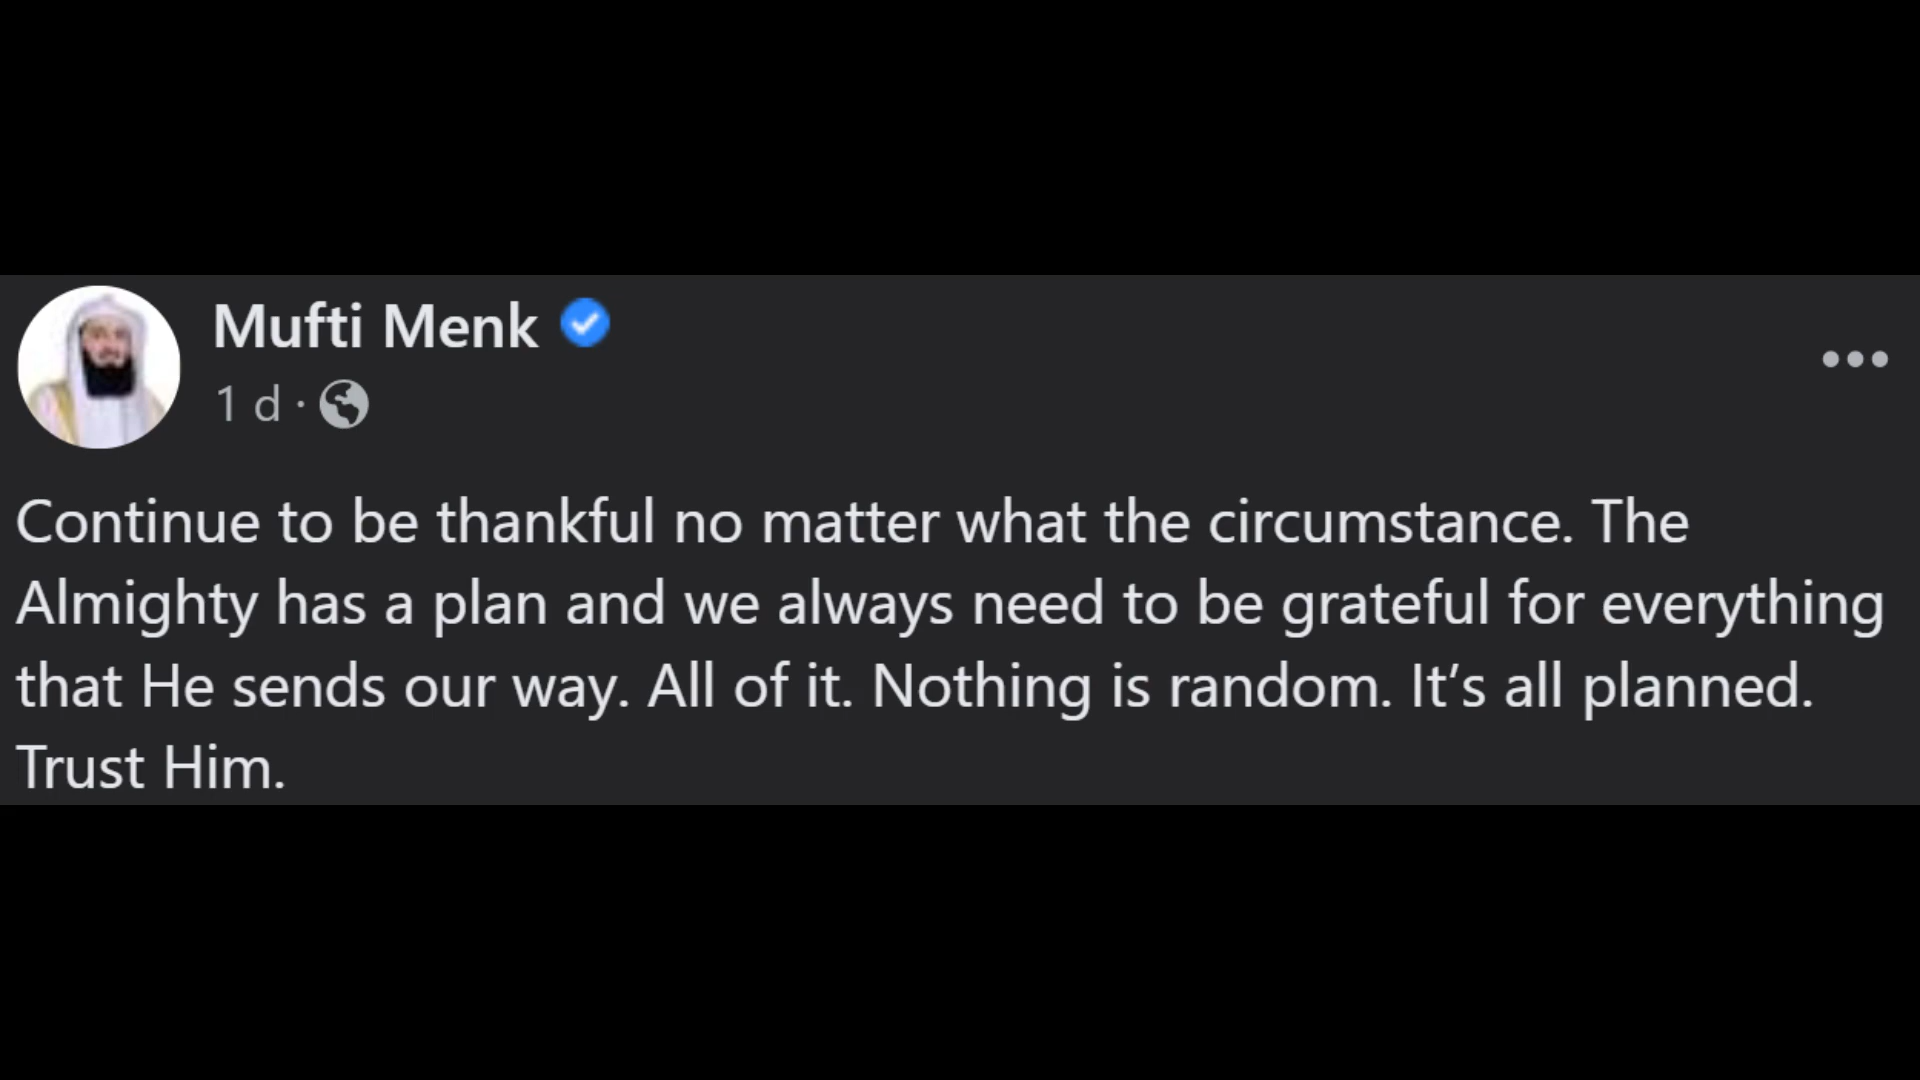 Mufti Menk
1 d ·
Continue to be thankful no matter what the circumstance. The
Almighty has a plan and we always need to be grateful for everything
that He sends our way. All of it. Nothing is random. It’s all planned.
Trust Him.